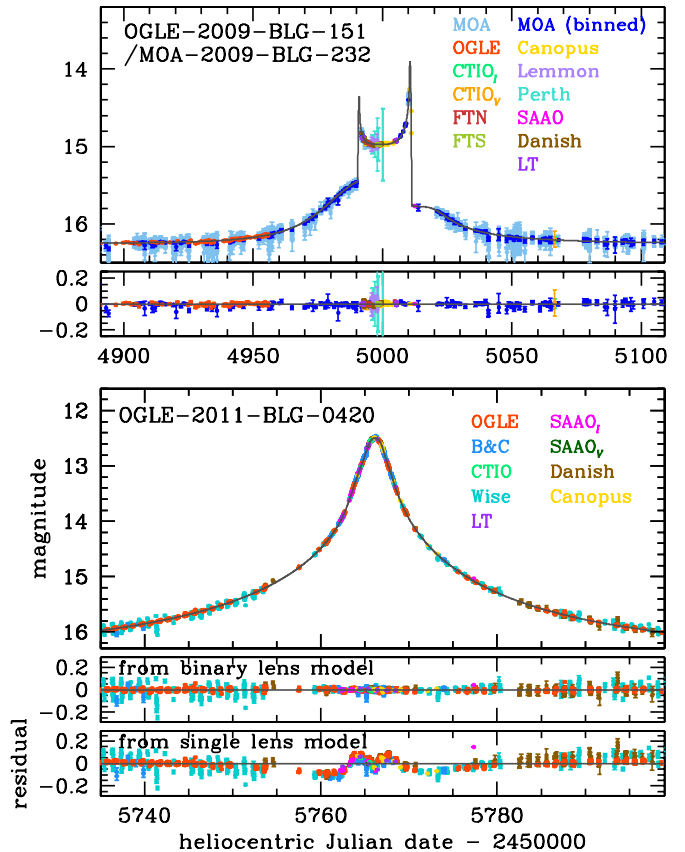 OGLE-2009-BLG-151
/MOA-2009-BLG-232
MOA MOA (binned)
OGLE Canopus
CTIO_I Lemmon
CTIO_V Perth
FTN SAAO
FTS Danish
LT
14
15
16
0.2
0
-0.2
4900 4950 5000 5050 5100
OGLE-2011-BLG-0420
OGLE SAAO_I
B&C SAAO_V
CTIO Danish
Wise Canopus
LT
12
13
14
15
16
magnitude
from binary lens model
0.2
0
-0.2
from single lens model
0.2
0
-0.2
residual
5740 5760 5780
heliocentric Julian date - 2450000